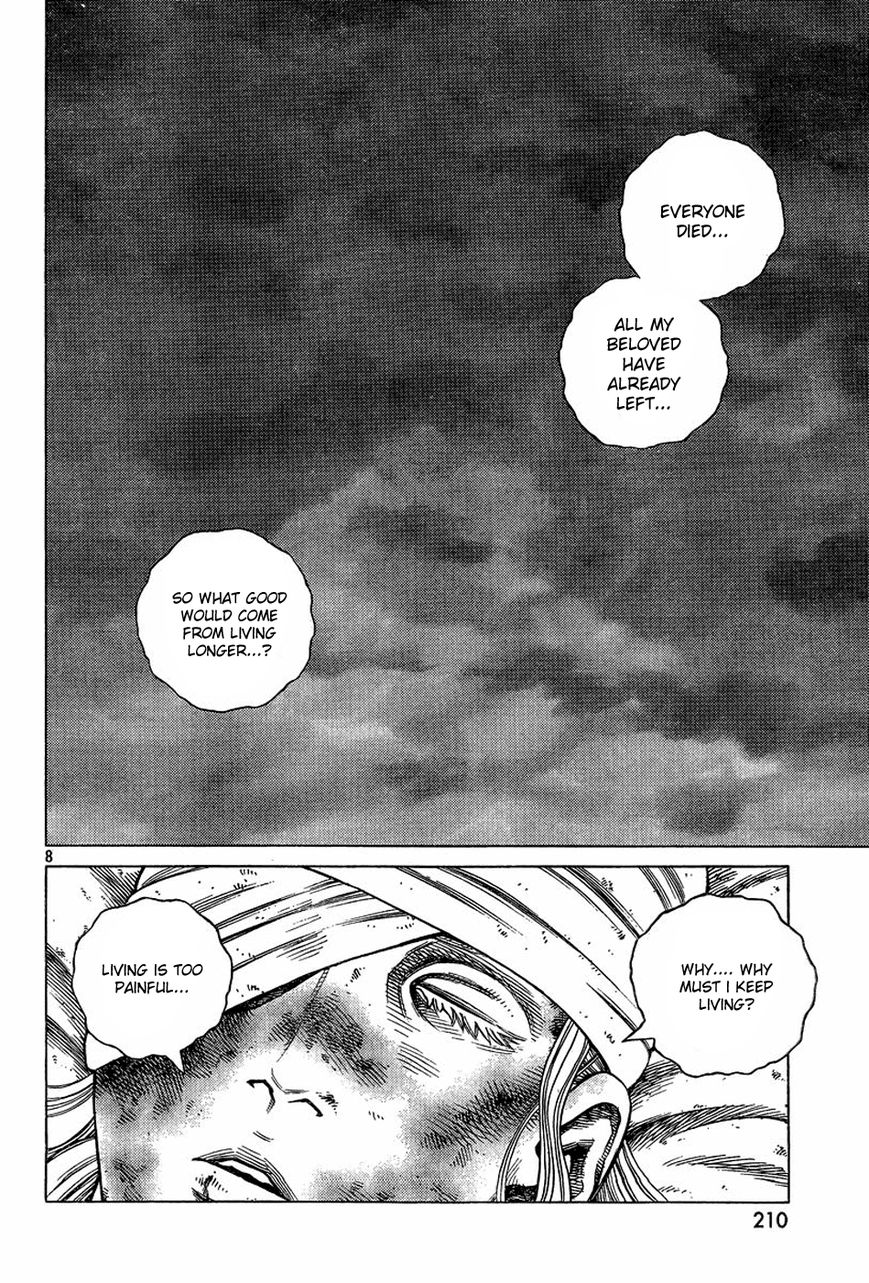 EVERYONE
DIED...
ALL MY
BELOVED
HAVE
ALREADY
LEFT...
SO WHAT GOOD
WOULD COME
FROM LIVING
LONGER...?
8
WHY.... WHY
MUST I KEEP
LIVING?
LIVING IS TOO
PAINFUL...
210